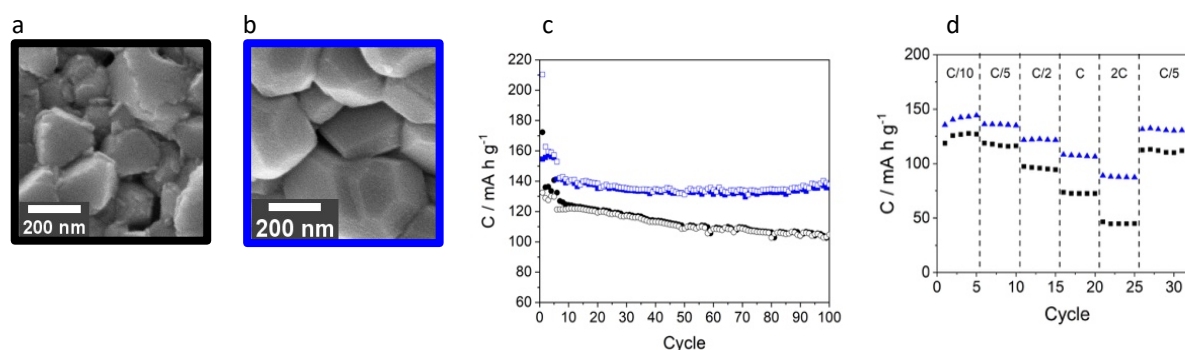 a
200 nm
b
200 nm
c
C / mA h g⁻¹
220
200
180
160
140
120
100
80
60
0 10 20 30 40 50 60 70 80 90 100
Cycle
d
C / mA h g⁻¹
200
150
100
50
0
C/10 C/5 C/2 C 2C C/5
0 5 10 15 20 25 30
Cycle